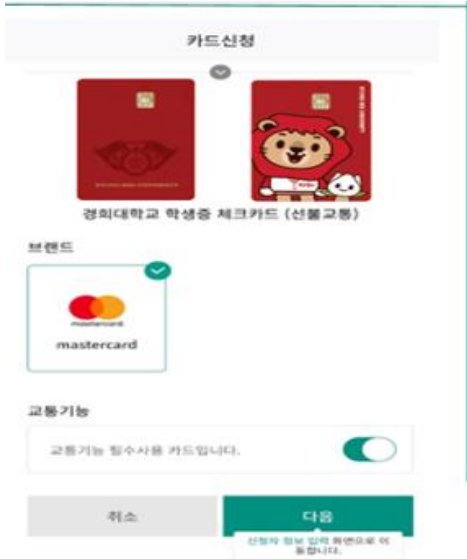 카드신청
경희대학교 학생증 체크카드 (선불교통)
브랜드
mastercard
mastercard
교통기능
교통기능 필수사용 카드입니다.
취소
다음
신청자 정보 입력 화면으로 이
동합니다.